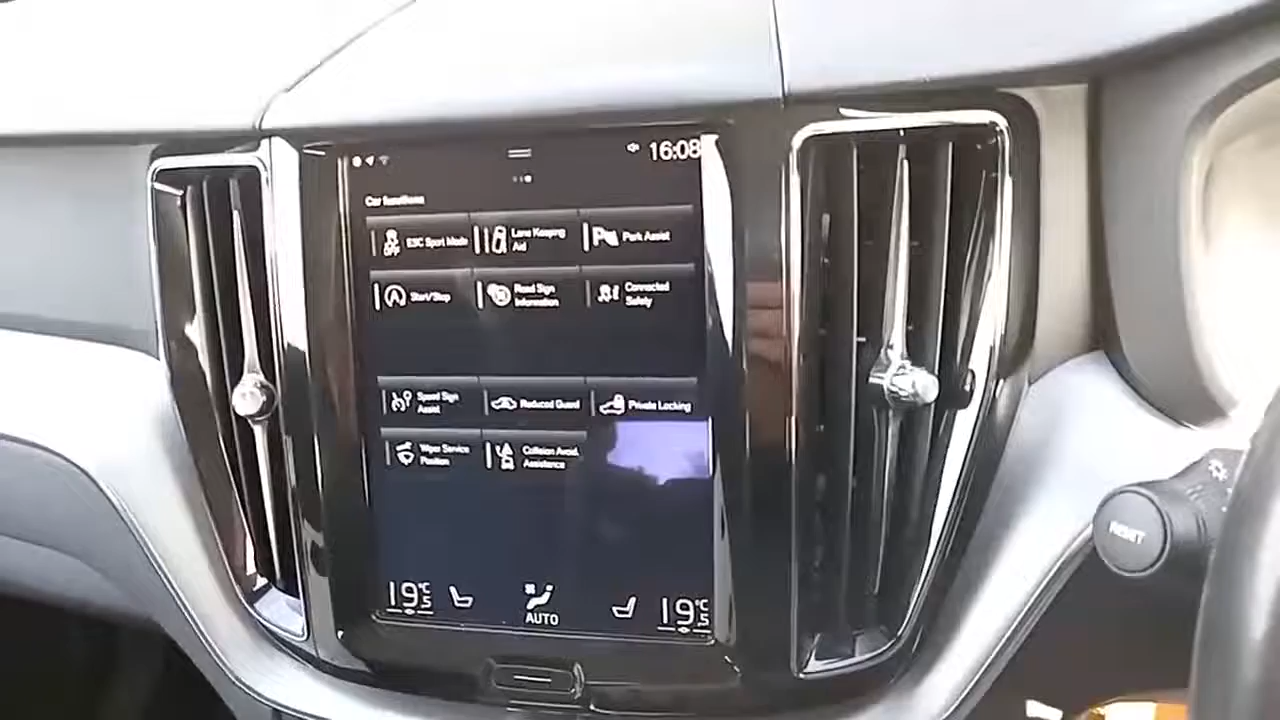 16:08
Car functions
OFF
ESC Sport Mode
Lane Keeping
Aid
Park Assist
Start/Stop
Road Sign
Information
Connected
Safety
Speed Sign
Assist
Reduced Guard
Private Locking
Wiper Service
Position
Collision Avoid.
Assistance
19.5°C
AUTO
19.5°C
RESET